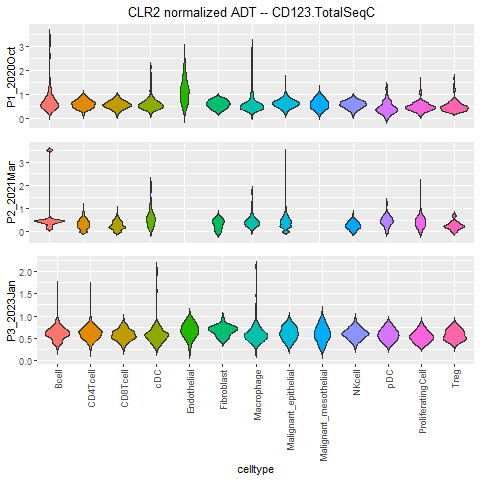 CLR2 normalized ADT -- CD123.TotalSeqC
P1_2020Oct
3
2
1
0
P2_2021Mar
3
2
1
0
P3_2023Jan
2.0
1.5
1.0
0.5
0.0
Bcell
CD4Tcell
CD8Tcell
cDC
Endothelial
Fibroblast
Macrophage
Malignant_epithelial
Malignant_mesothelial
NKcell
pDC
ProliferatingCell
Treg
celltype